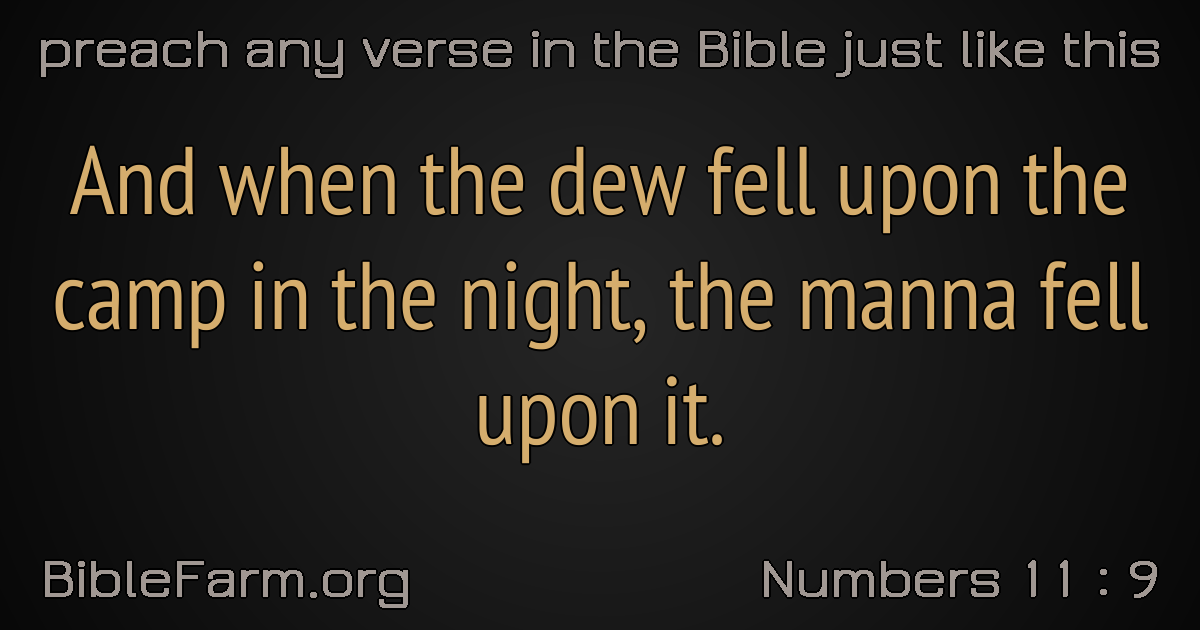 preach any verse in the Bible just like this
And when the dew fell upon the
camp in the night, the manna fell
upon it.
BibleFarm.org
Numbers 11 : 9